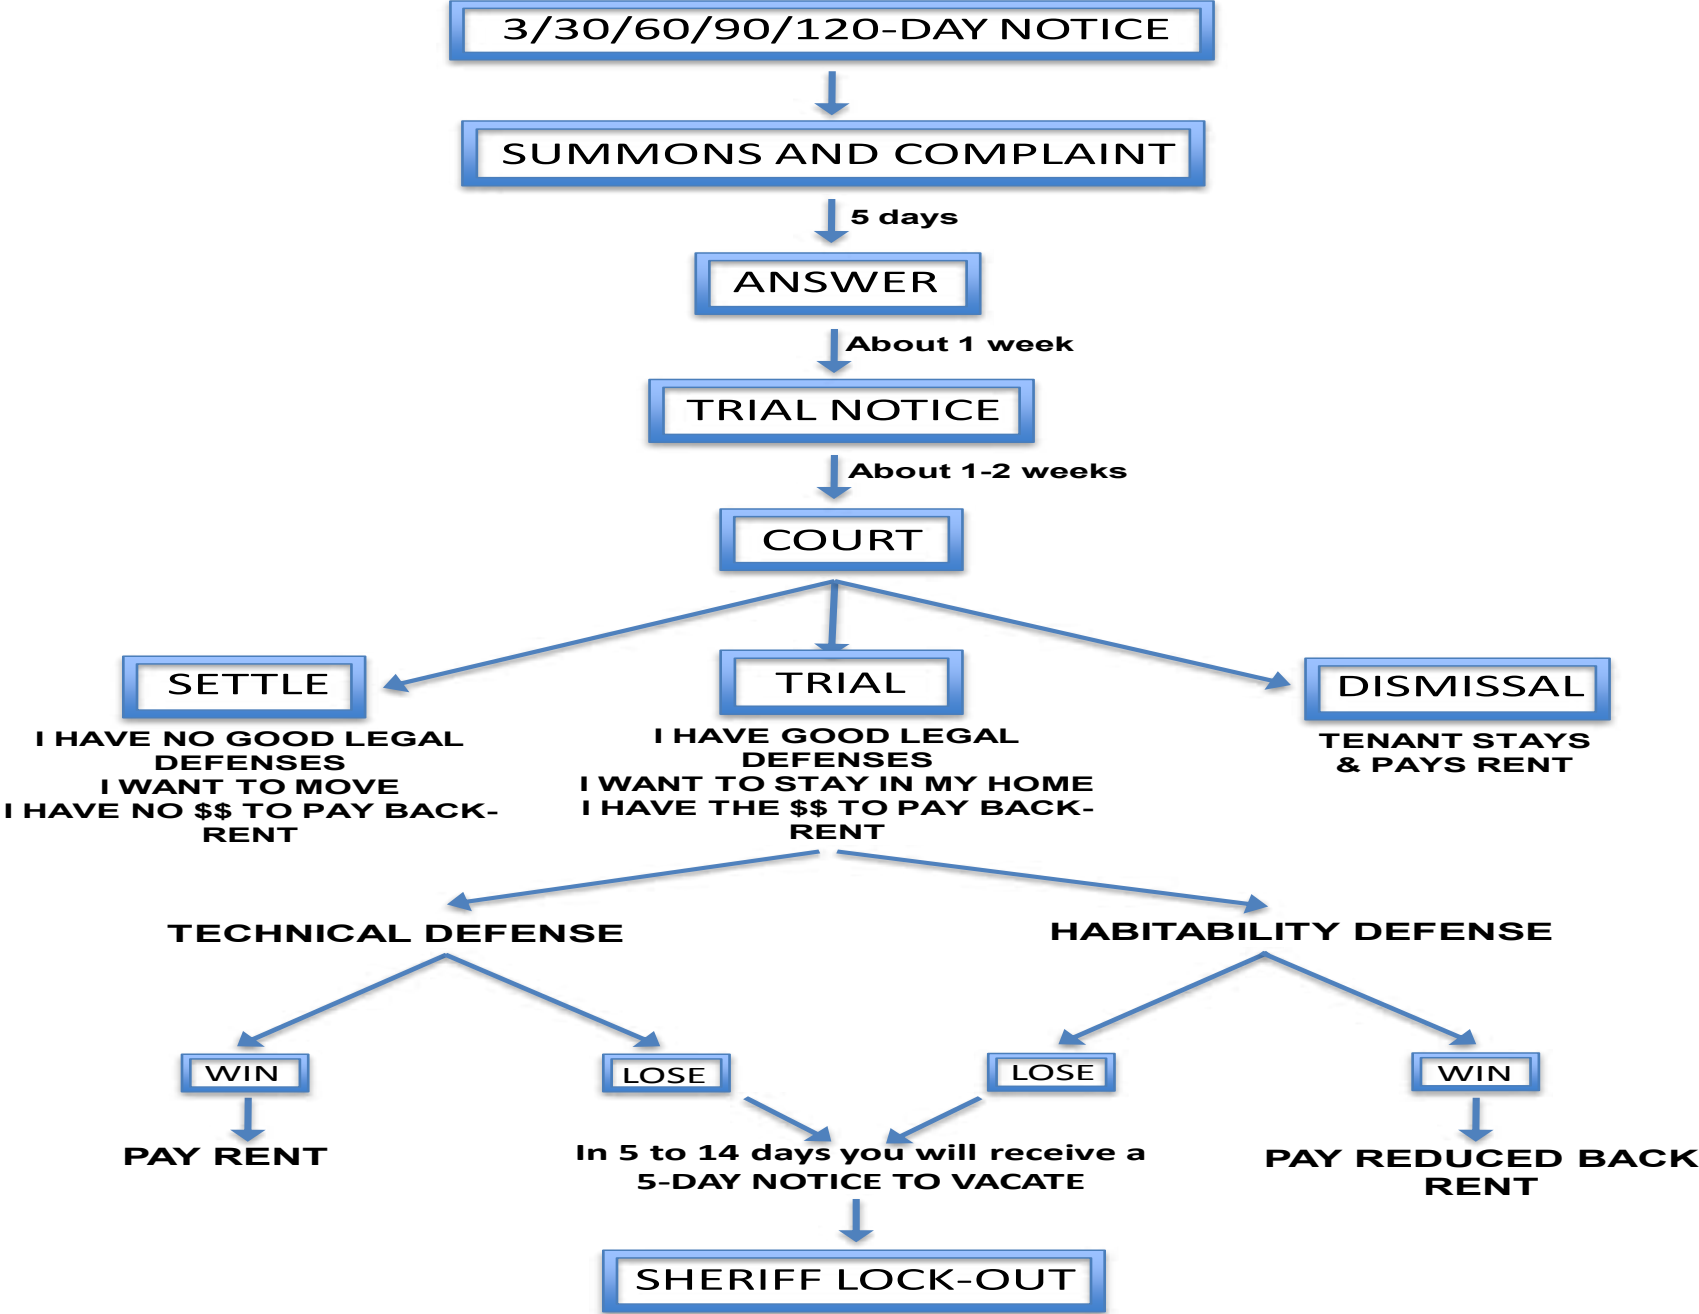 3/30/60/90/120-DAY NOTICE
SUMMONS AND COMPLAINT
5 days
ANSWER
About 1 week
TRIAL NOTICE
About 1-2 weeks
COURT
SETTLE
I HAVE NO GOOD LEGAL
DEFENSES
I WANT TO MOVE
I HAVE NO $$ TO PAY BACK-
RENT
TRIAL
I HAVE GOOD LEGAL
DEFENSES
I WANT TO STAY IN MY HOME
I HAVE THE $$ TO PAY BACK-
RENT
DISMISSAL
TENANT STAYS
& PAYS RENT
TECHNICAL DEFENSE
HABITABILITY DEFENSE
WIN
LOSE
LOSE
WIN
PAY RENT
In 5 to 14 days you will receive a
5-DAY NOTICE TO VACATE
PAY REDUCED BACK
RENT
SHERIFF LOCK-OUT